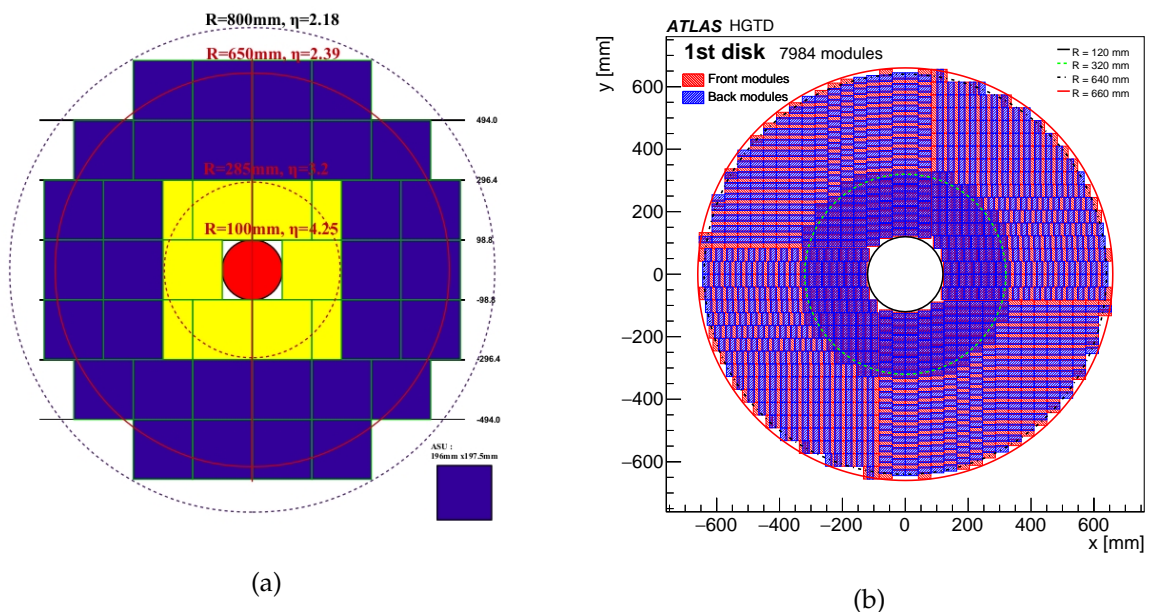 R=800mm, η=2.18
R=650mm, η=2.39
494.0
R=285mm, η=3.2
296.4
R=100mm, η=4.25
98.8
-98.8
-296.4
-494.0
ASU :
196mm x197.5mm
(a)
ATLAS HGTD
y [mm]
1st disk 7984 modules
Front modules
Back modules
R = 120 mm
R = 320 mm
R = 640 mm
R = 660 mm
600
400
200
0
−200
−400
−600
−600 −400 −200 0 200 400 600
x [mm]
(b)